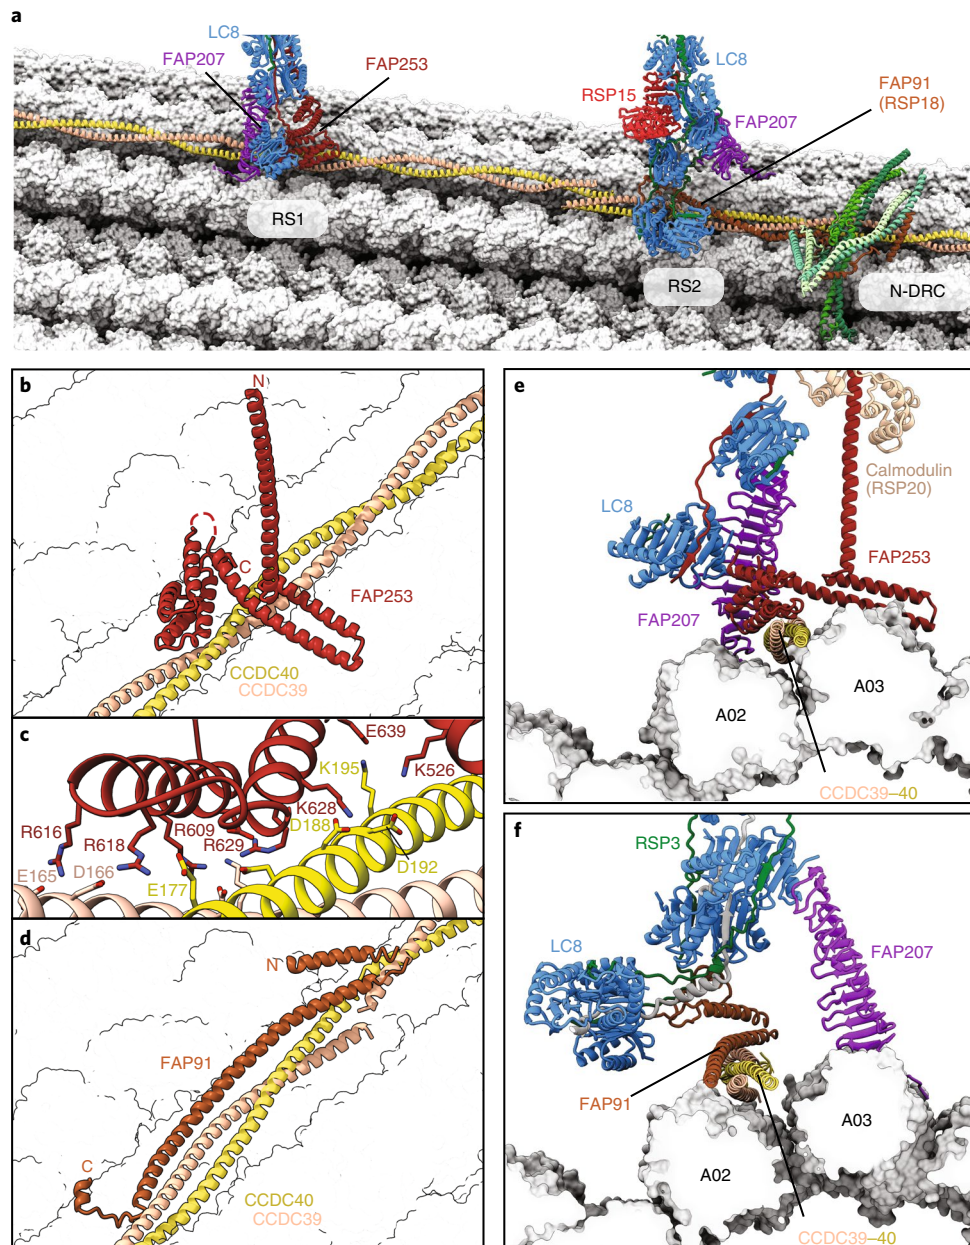 a
LC8
FAP207
FAP253
LC8
RSP15
FAP91
(RSP18)
FAP207
RS1
RS2
N-DRC
b
N
C
FAP253
CCDC40
CCDC39
c
E639
K195
K526
K628
R616
R609
D188
R618
R629
E165
D166
D192
E177
d
N
FAP91
C
CCDC40
CCDC39
e
Calmodulin
(RSP20)
LC8
FAP253
FAP207
A03
A02
CCDC39–40
f
RSP3
LC8
FAP207
FAP91
A03
A02
CCDC39–40